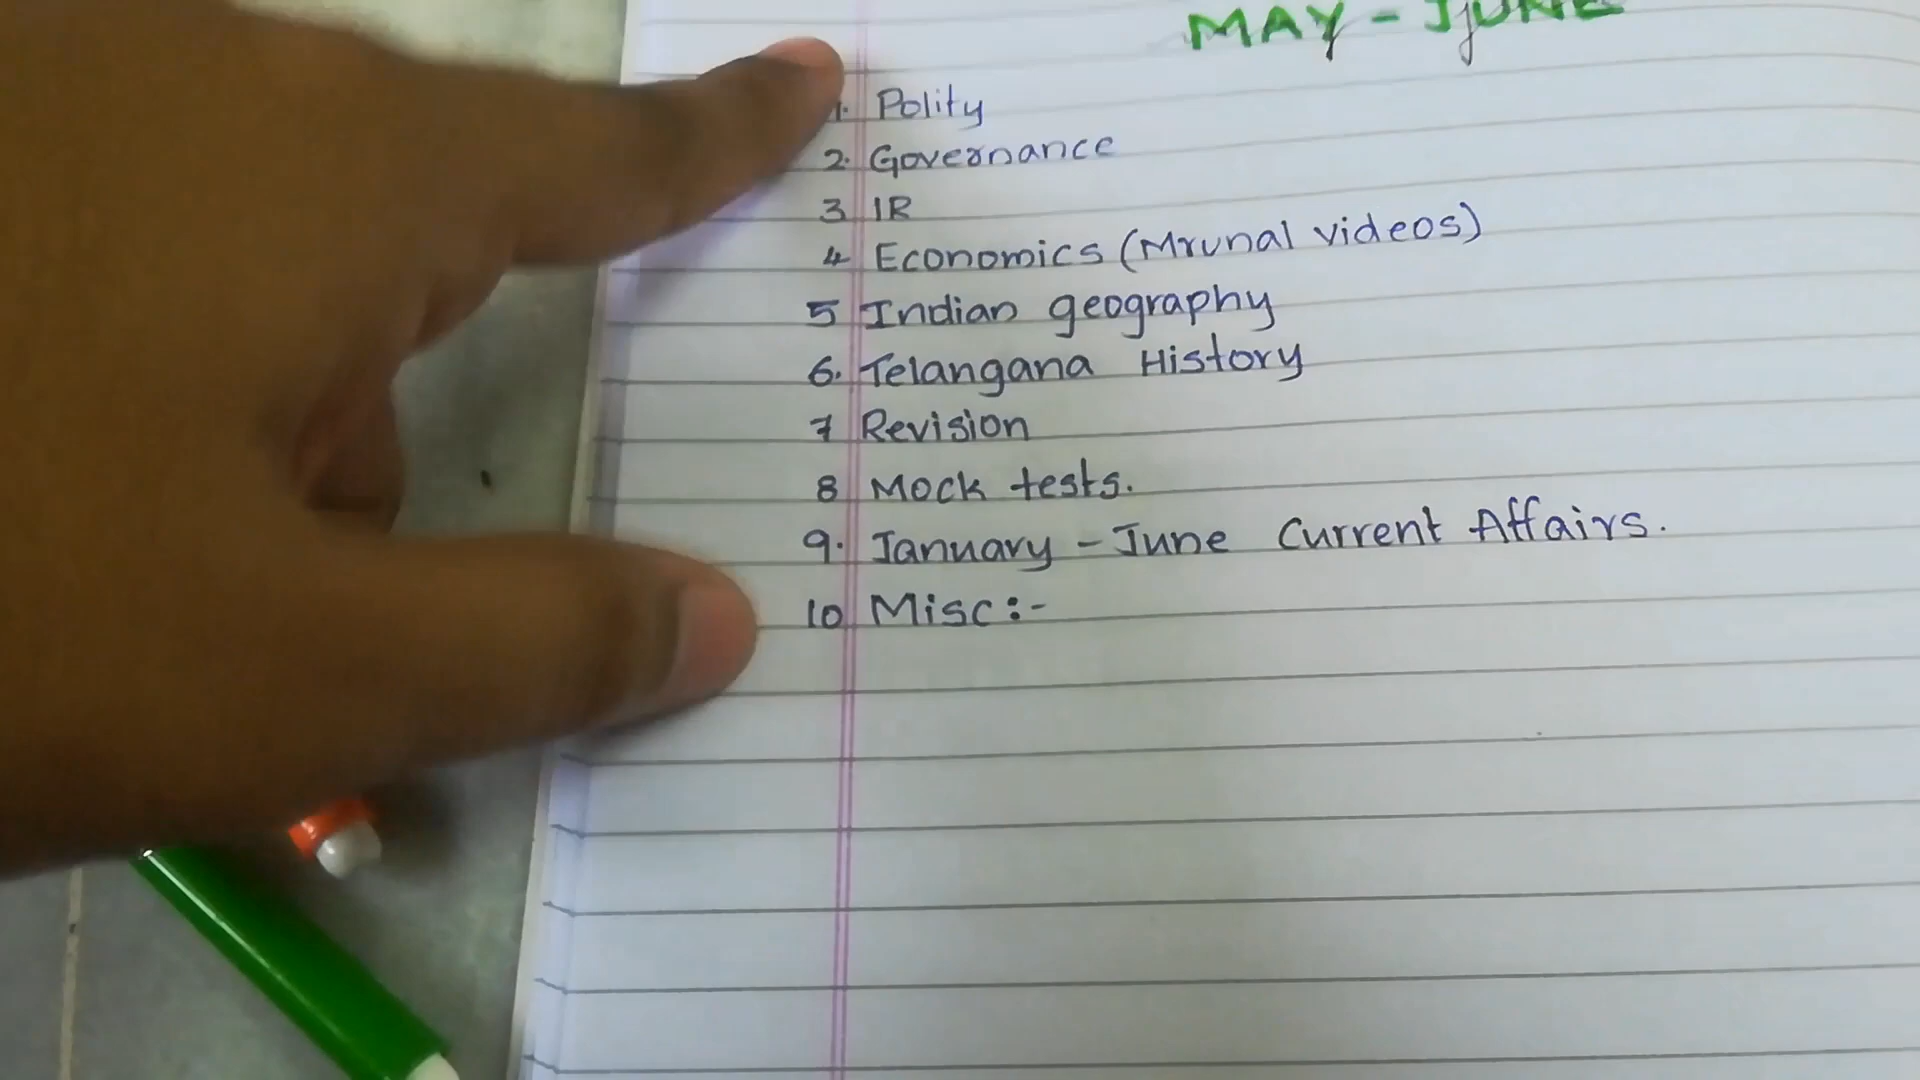 MAY - JUNE
1. Polity
2. Governance
3 IR
4 Economics (Mrunal videos)
5 Indian geography
6. Telangana History
7 Revision
8 Mock tests.
9. January - June Current Affairs.
10 Misc :-